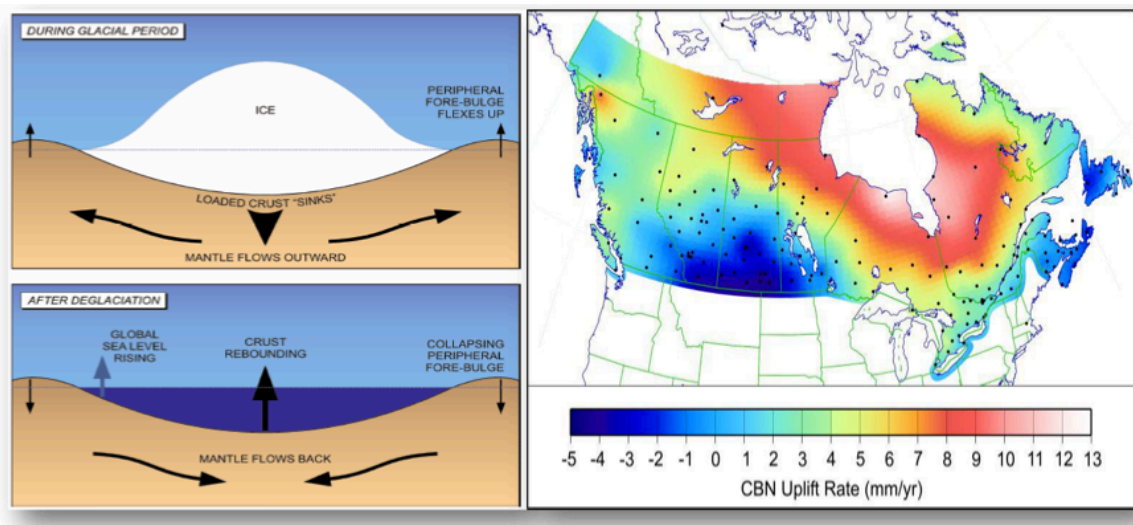 DURING GLACIAL PERIOD
ICE
PERIPHERAL
FORE-BULGE
FLEXES UP
LOADED CRUST "SINKS"
MANTLE FLOWS OUTWARD
AFTER DEGLACIATION
GLOBAL
SEA LEVEL
RISING
CRUST
REBOUNDING
COLLAPSING
PERIPHERAL
FORE-BULGE
MANTLE FLOWS BACK
-5 -4 -3 -2 -1 0 1 2 3 4 5 6 7 8 9 10 11 12 13
CBN Uplift Rate (mm/yr)